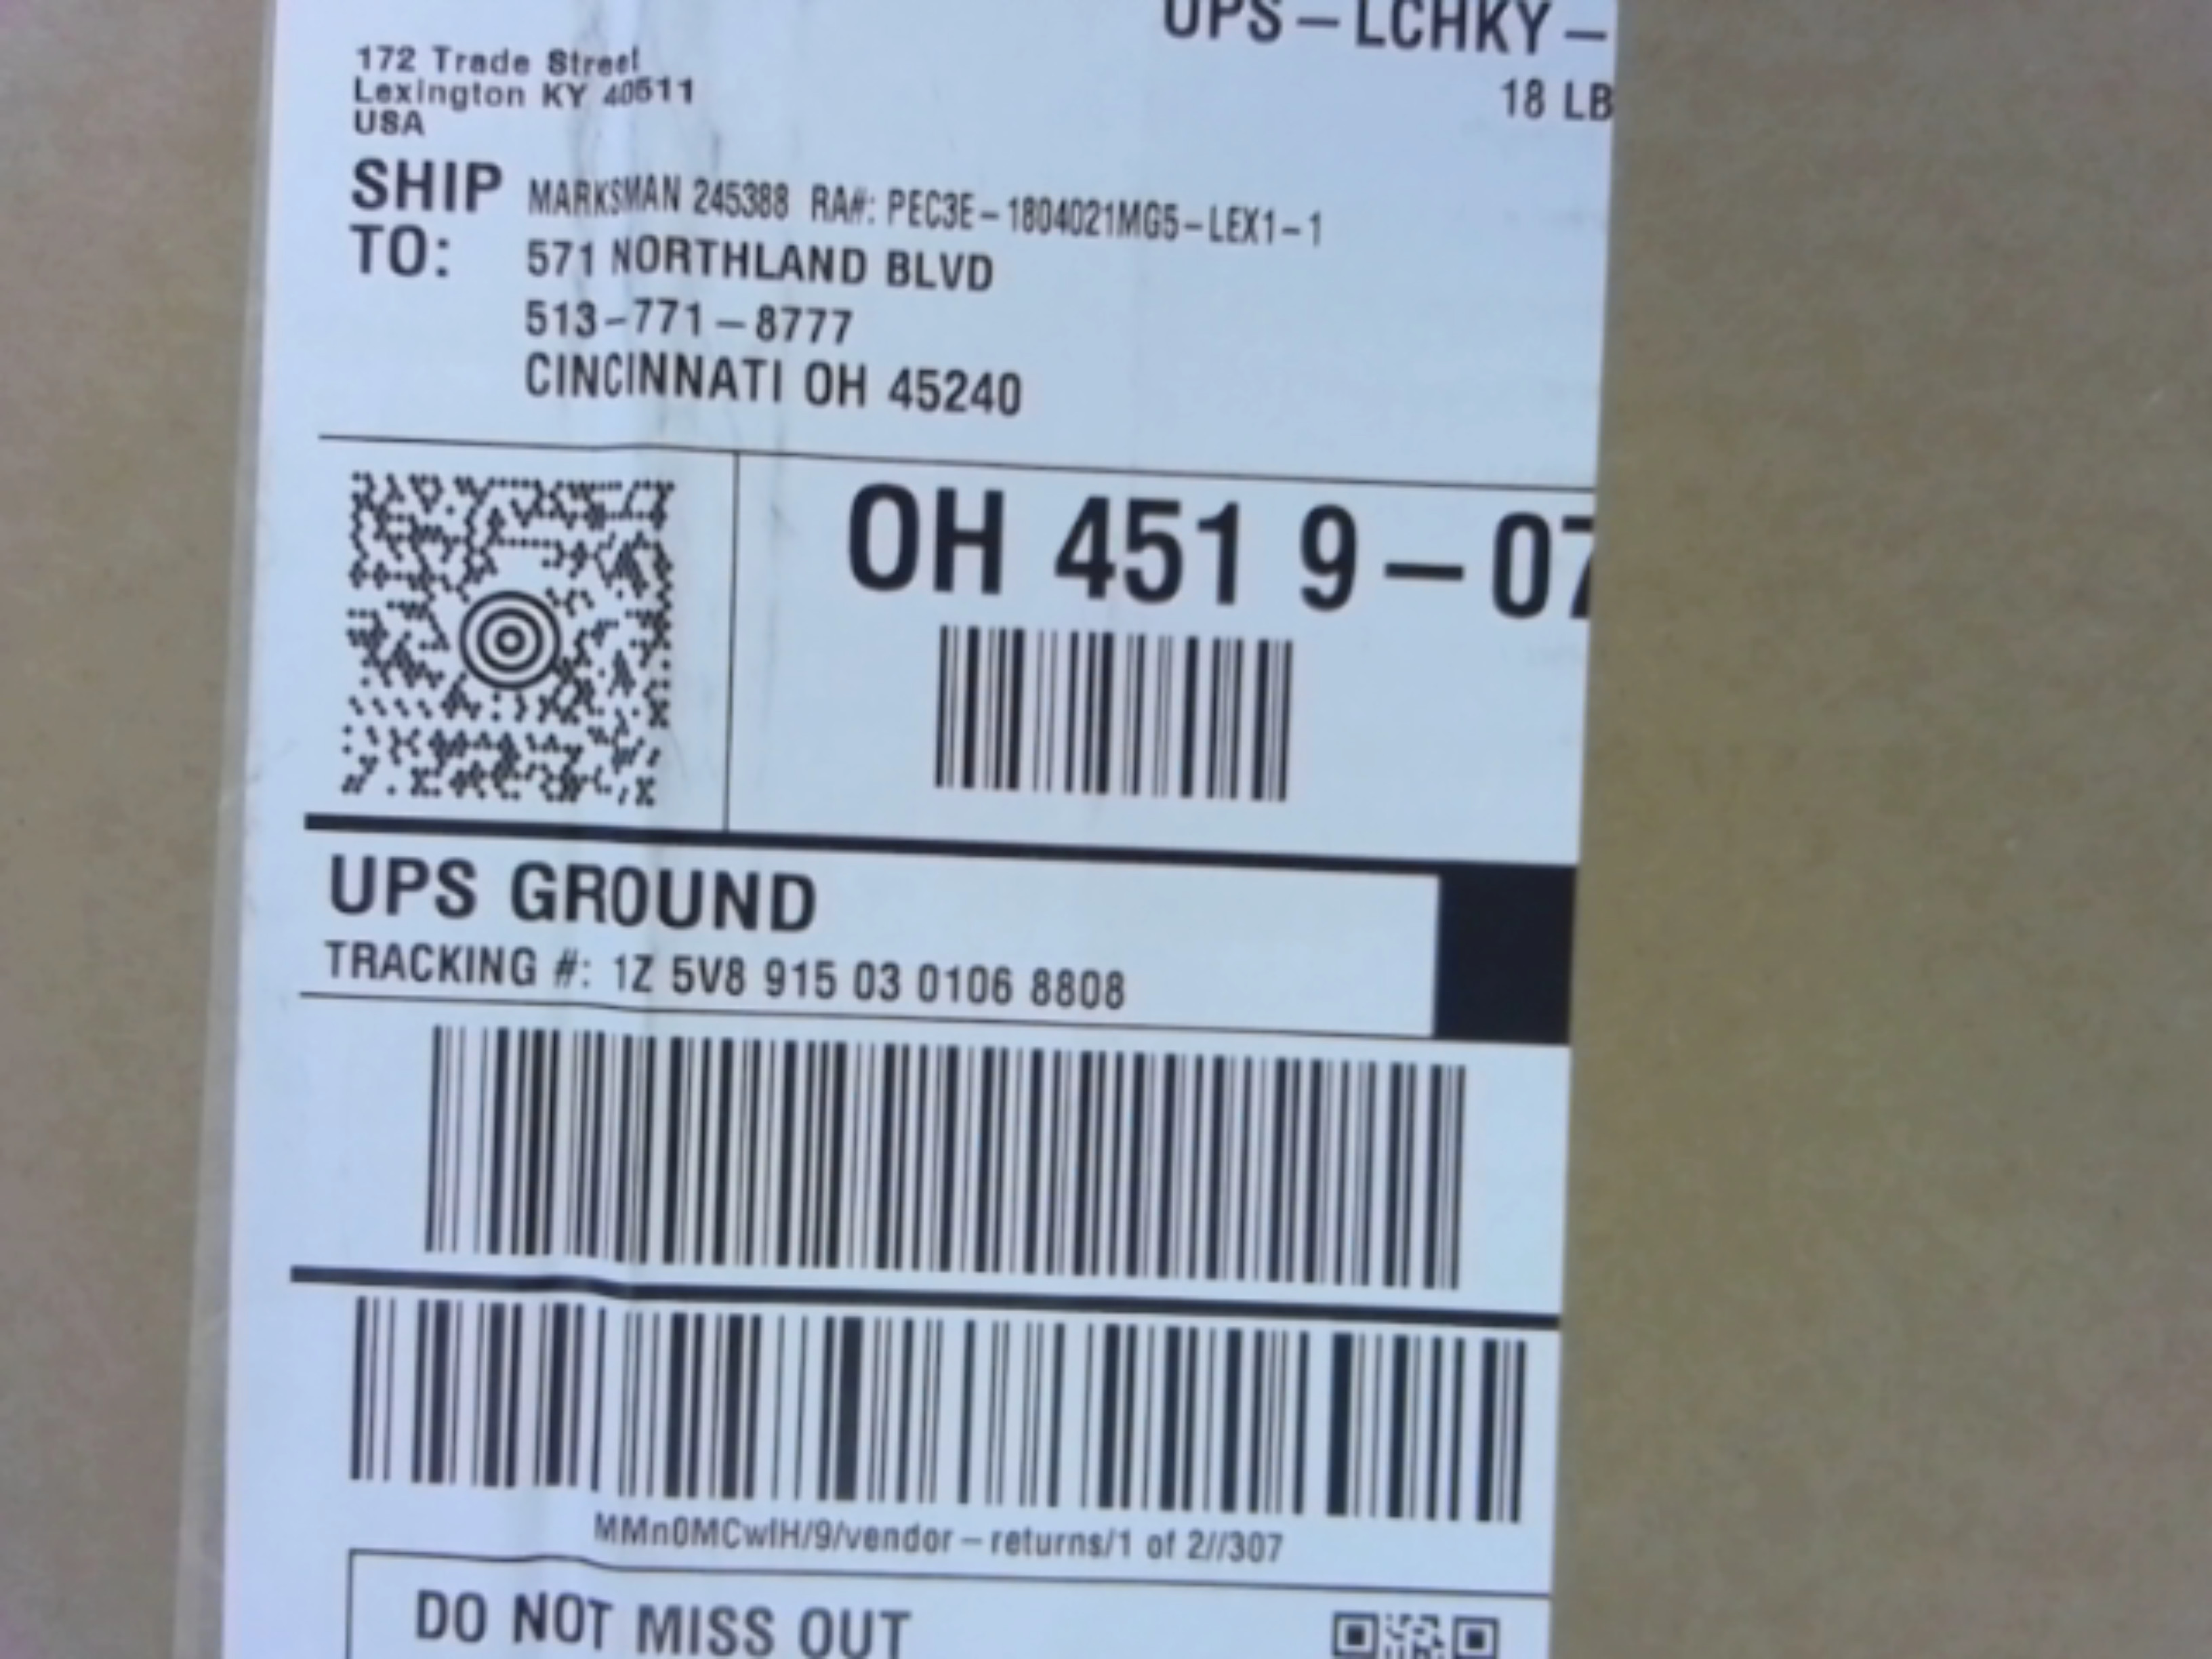 UPS-LCHKY-
172 Trade Street
18 LB
Lexington KY 40511
USA
SHIP TO: MARKSMAN 245388 RA#: PEC3E-1804021MG5-LEX1-1
571 NORTHLAND BLVD
513-771-8777
CINCINNATI OH 45240
OH 451 9-07
UPS GROUND
TRACKING #: 1Z 5V8 915 03 0106 8808
MMn0MCwlH/9/vendor-returns/1 of 2//307
DO NOT MISS OUT